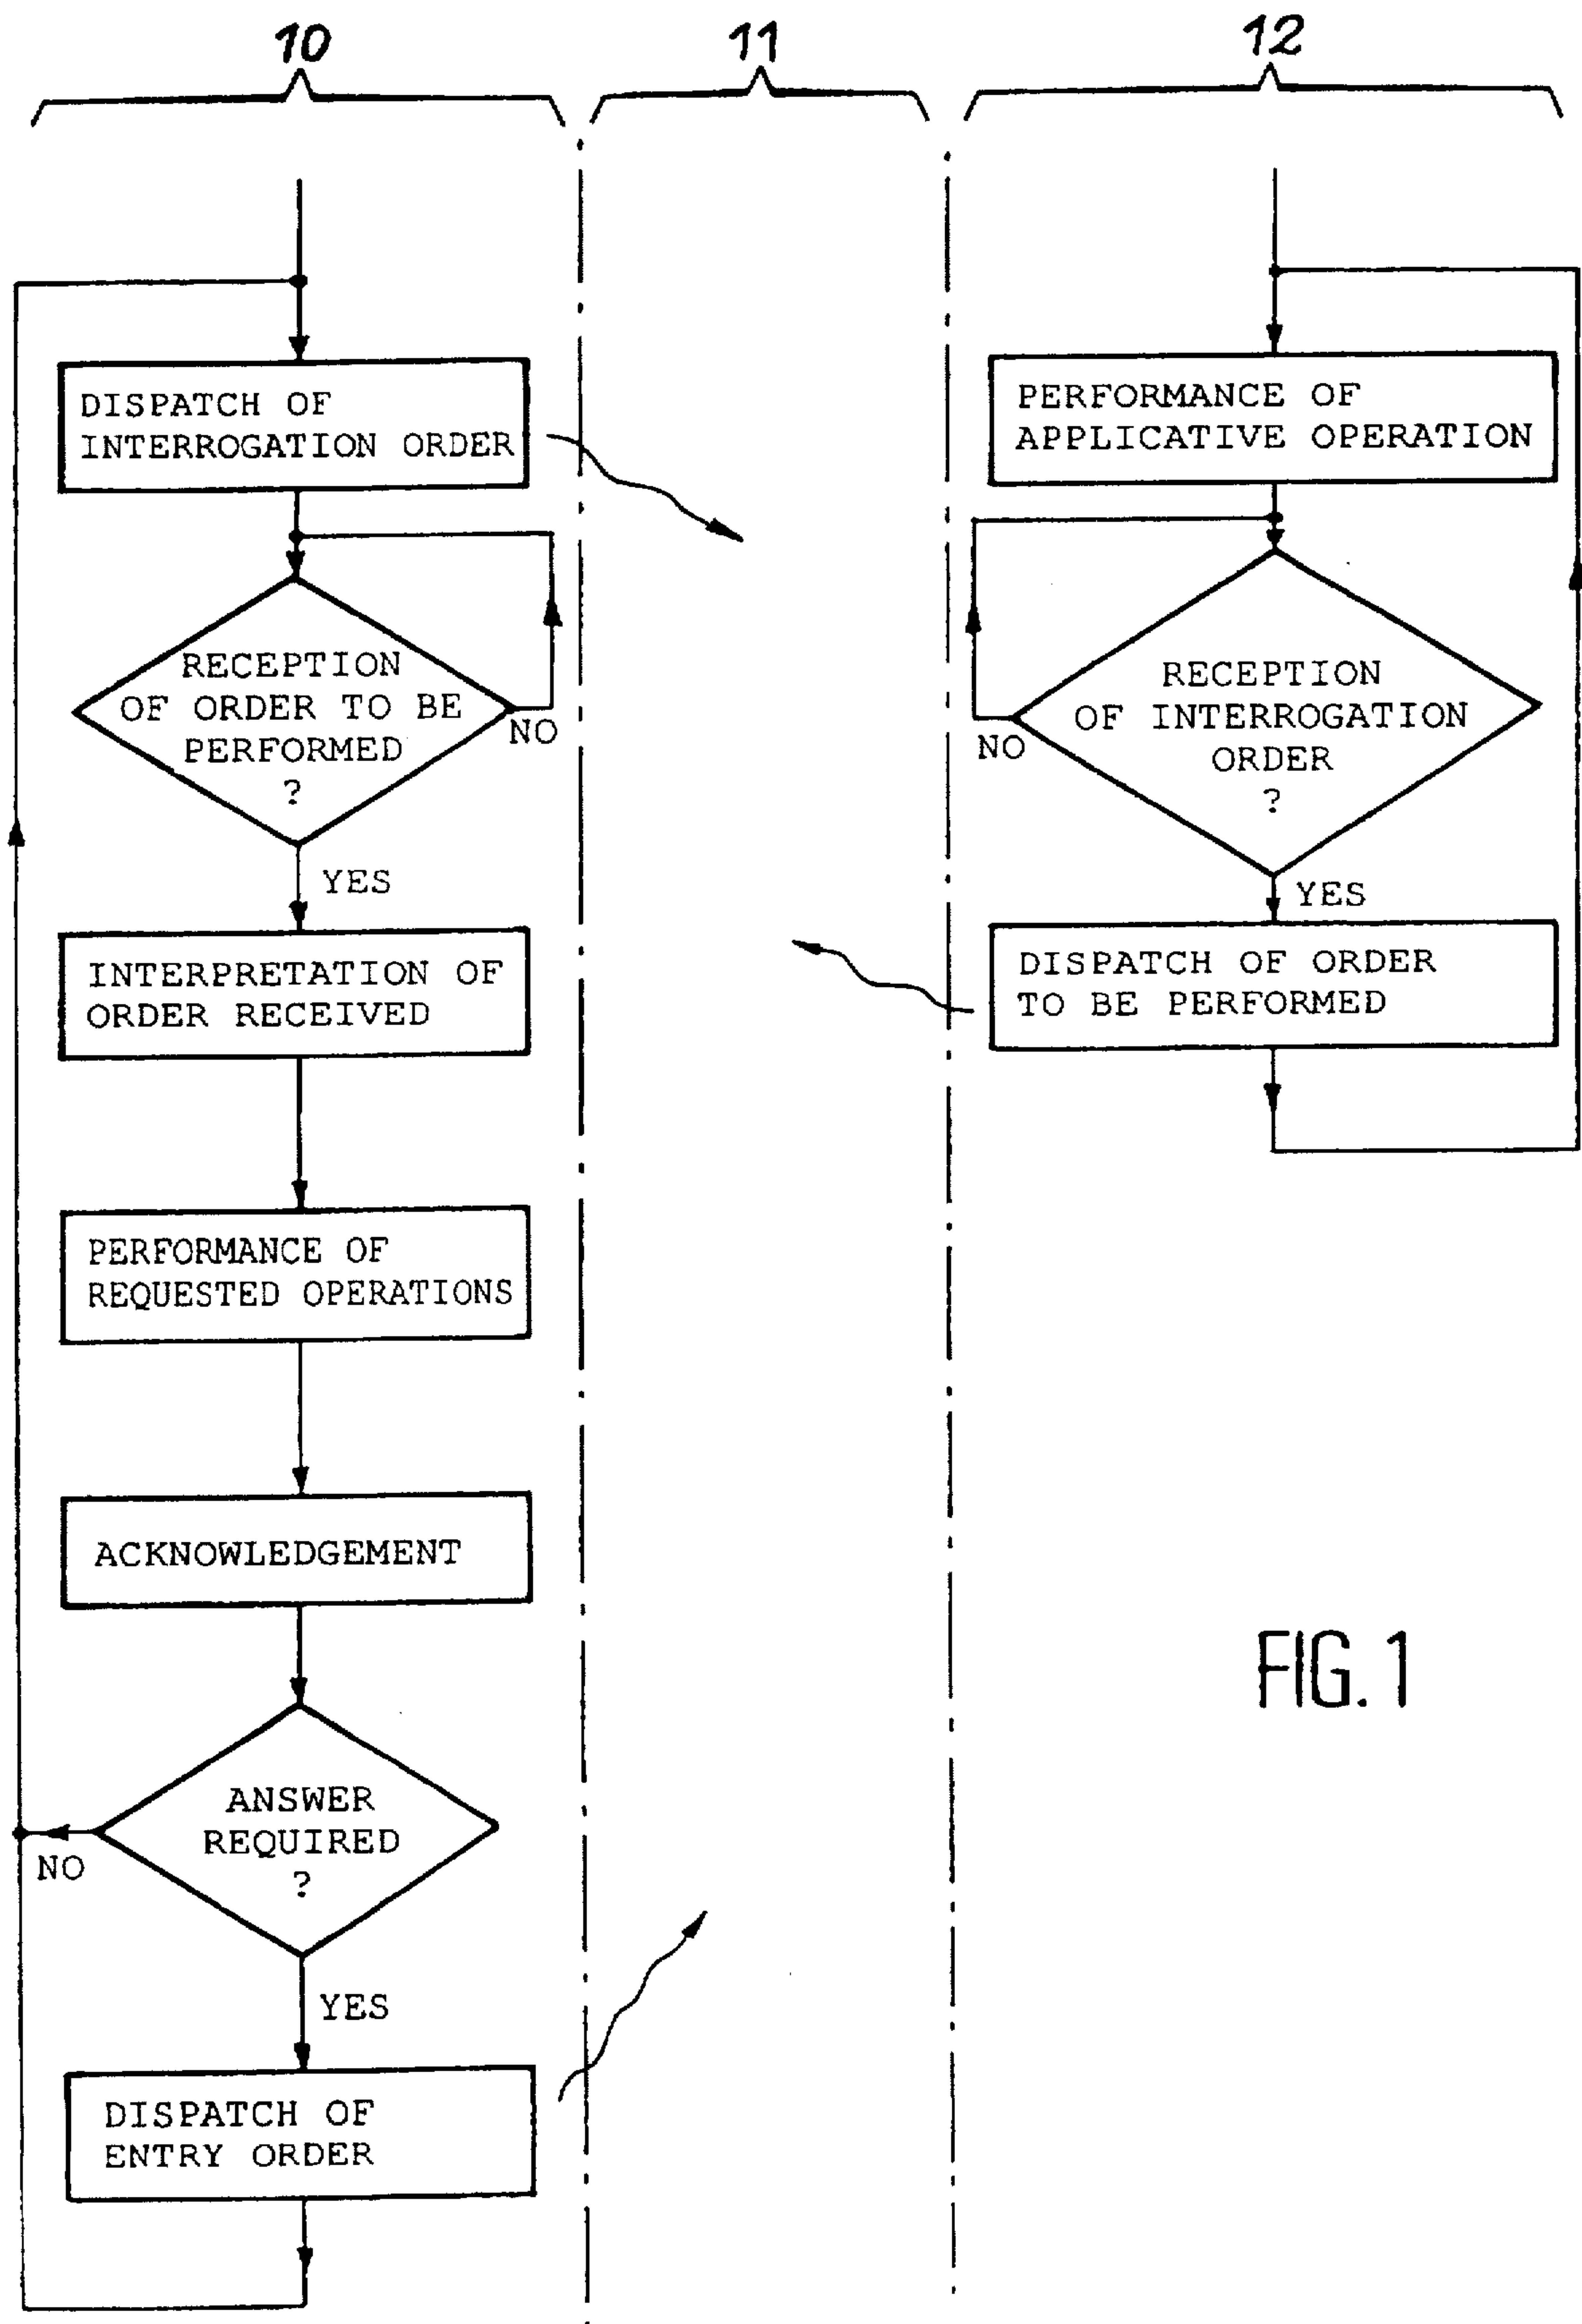 10
11
12
DISPATCH OF
INTERROGATION ORDER
RECEPTION
OF ORDER TO BE
PERFORMED
?
NO
YES
INTERPRETATION OF
ORDER RECEIVED
PERFORMANCE OF
REQUESTED OPERATIONS
ACKNOWLEDGEMENT
ANSWER
REQUIRED
?
NO
YES
DISPATCH OF
ENTRY ORDER
PERFORMANCE OF
APPLICATIVE OPERATION
RECEPTION
OF INTERROGATION
ORDER
?
NO
YES
DISPATCH OF ORDER
TO BE PERFORMED
FIG. 1